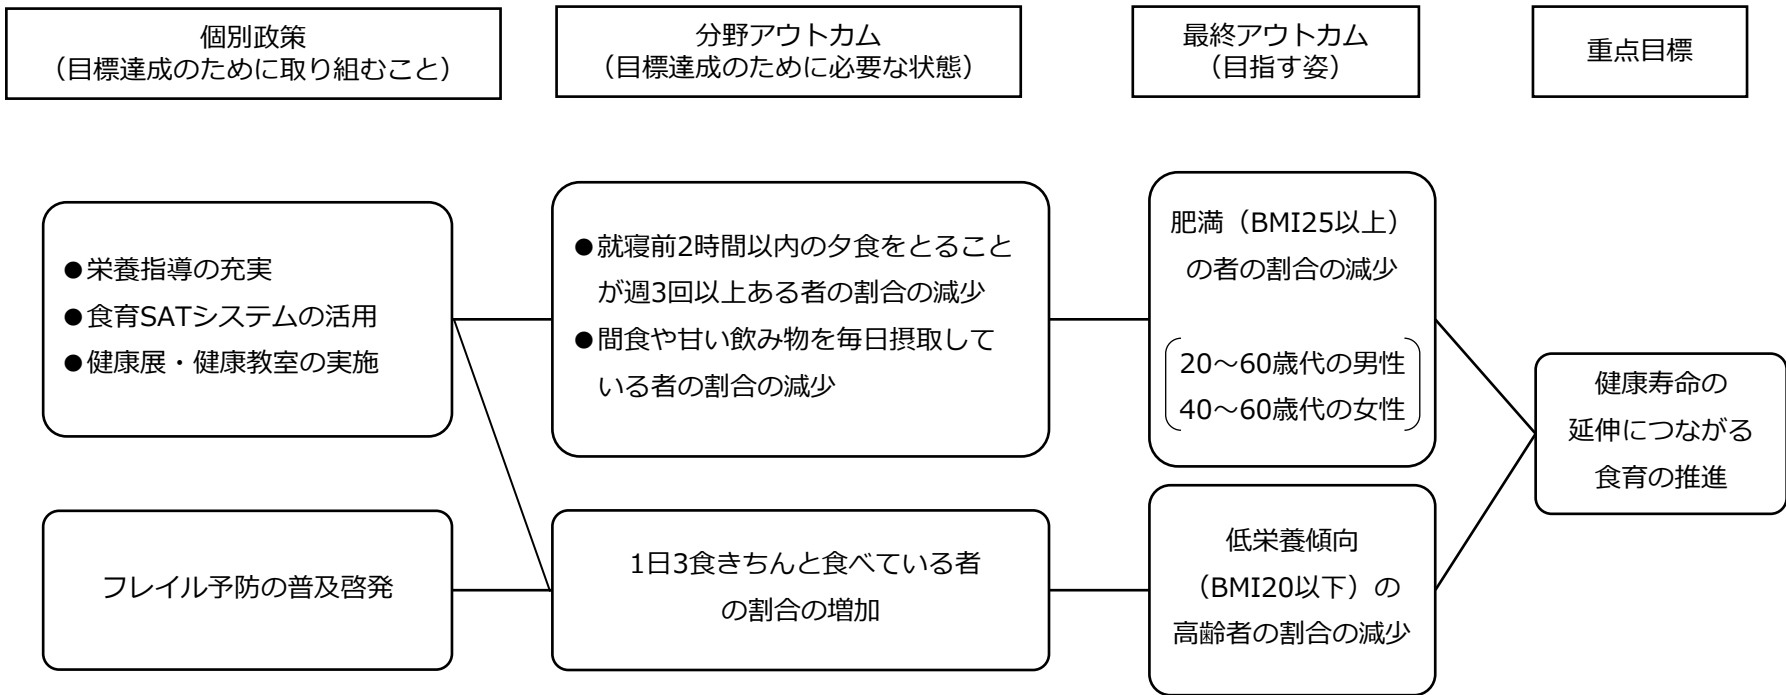 個別政策
（目標達成のために取り組むこと）
分野アウトカム
（目標達成のために必要な状態）
最終アウトカム
（目指す姿）
重点目標
●栄養指導の充実
●食育SATシステムの活用
●健康展・健康教室の実施
●就寝前2時間以内の夕食をとること
が週3回以上ある者の割合の減少
●間食や甘い飲み物を毎日摂取して
いる者の割合の減少
肥満（BMI25以上）
の者の割合の減少
20～60歳代の男性
40～60歳代の女性
健康寿命の
延伸につながる
食育の推進
フレイル予防の普及啓発
1日3食きちんと食べている者
の割合の増加
低栄養傾向
（BMI20以下）の
高齢者の割合の減少